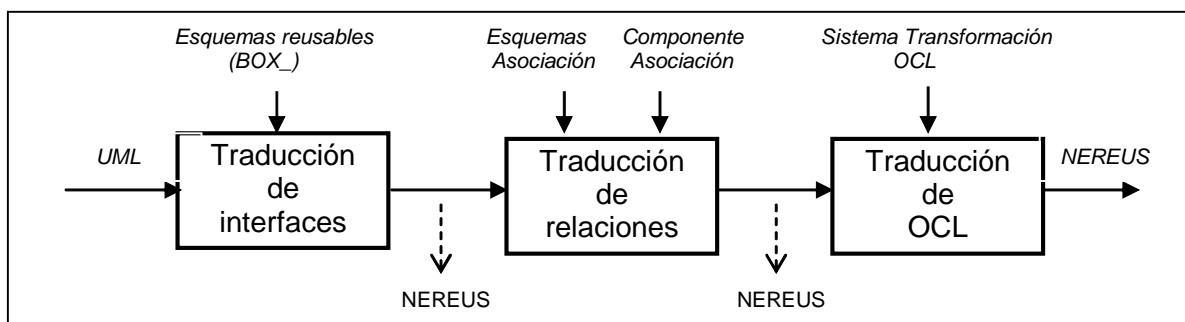 Esquemas reusables
(BOX_)
Esquemas
Asociación
Componente
Asociación
Sistema Transformación
OCL
UML
Traducción
de
interfaces
Traducción
de
relaciones
Traducción
de
OCL
NEREUS
NEREUS
NEREUS